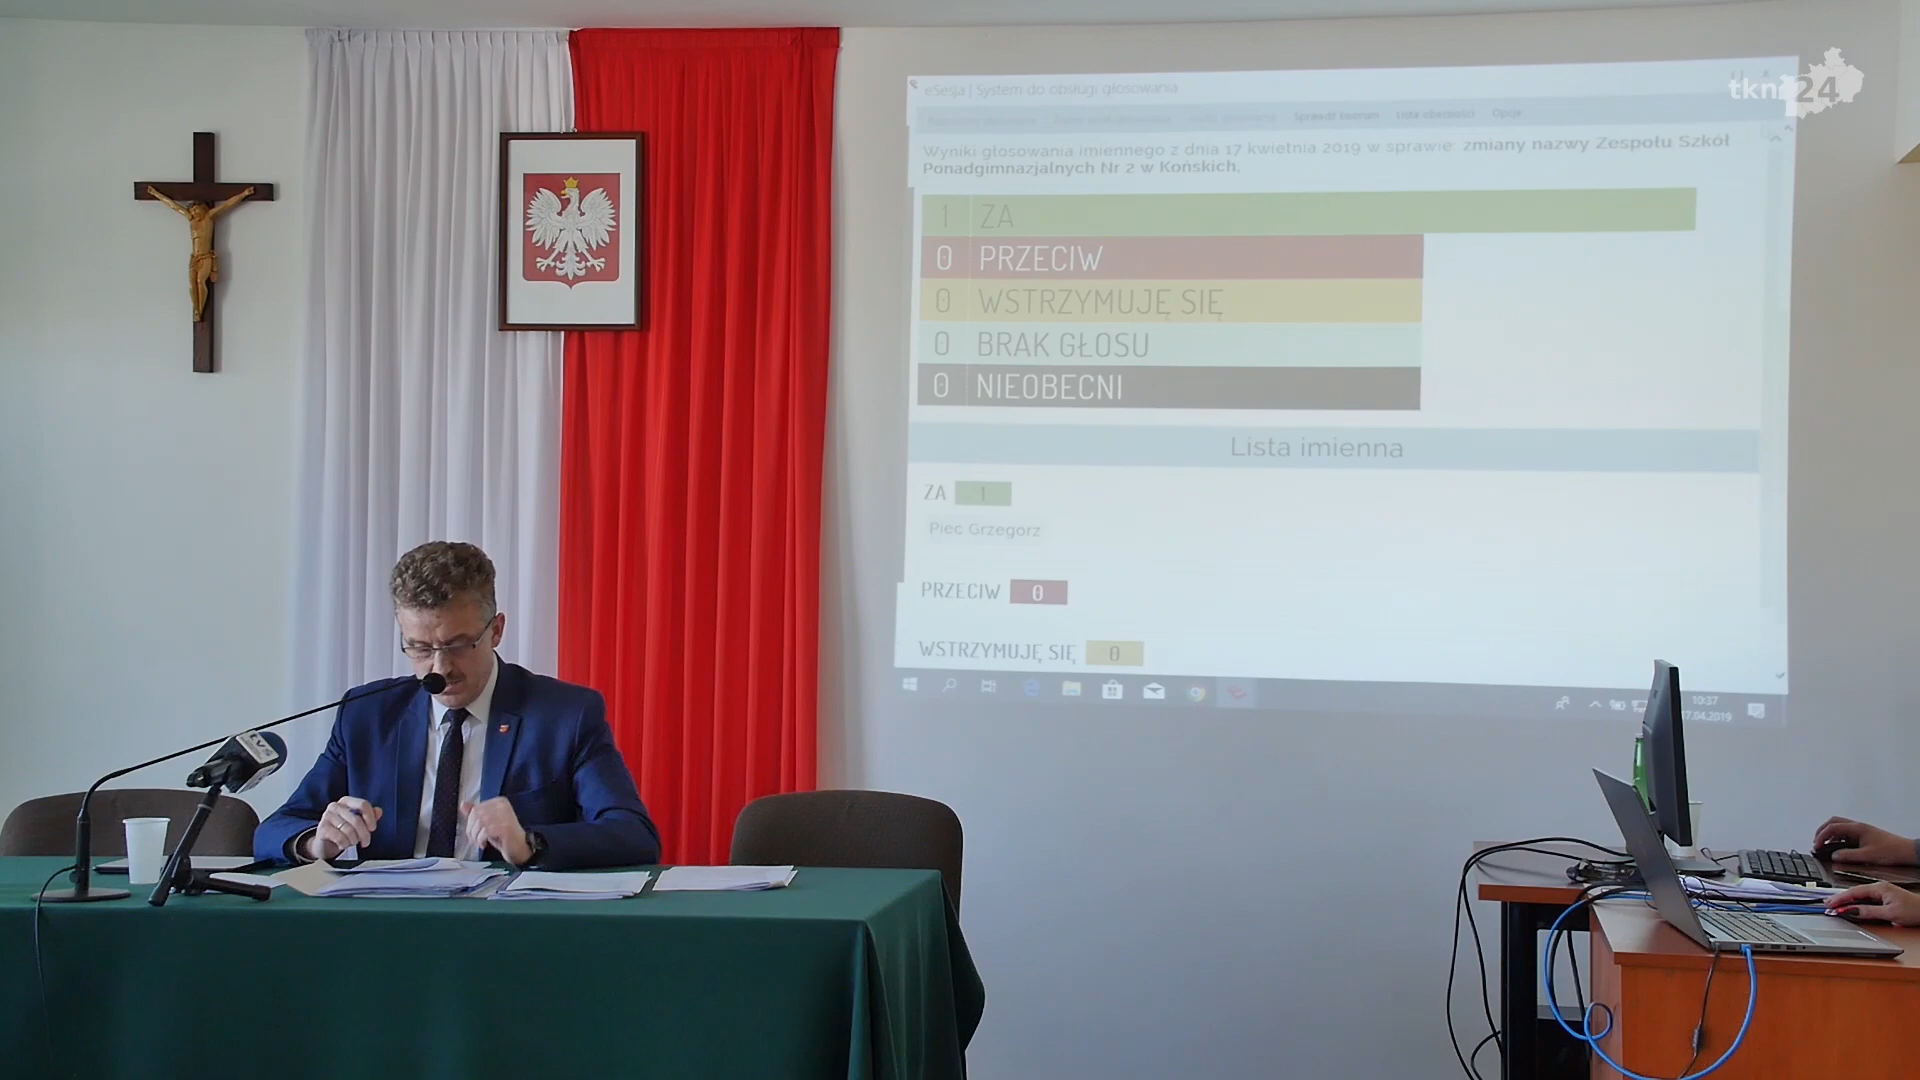 tkn24
eSesja | System do obsługi głosowania
Sprawdź kworum Lista obecności Opcje
Wyniki głosowania imiennego z dnia 17 kwietnia 2019 w sprawie: zmiany nazwy Zespołu Szkół
Ponadgimnazjalnych Nr 2 w Końskich,
1 ZA
0 PRZECIW
0 WSTRZYMUJĘ SIĘ
0 BRAK GŁOSU
0 NIEOBECNI
Lista imienna
ZA 1
Piec Grzegorz
PRZECIW 0
WSTRZYMUJĘ SIĘ 0
10:37
17.04.2019
tvs